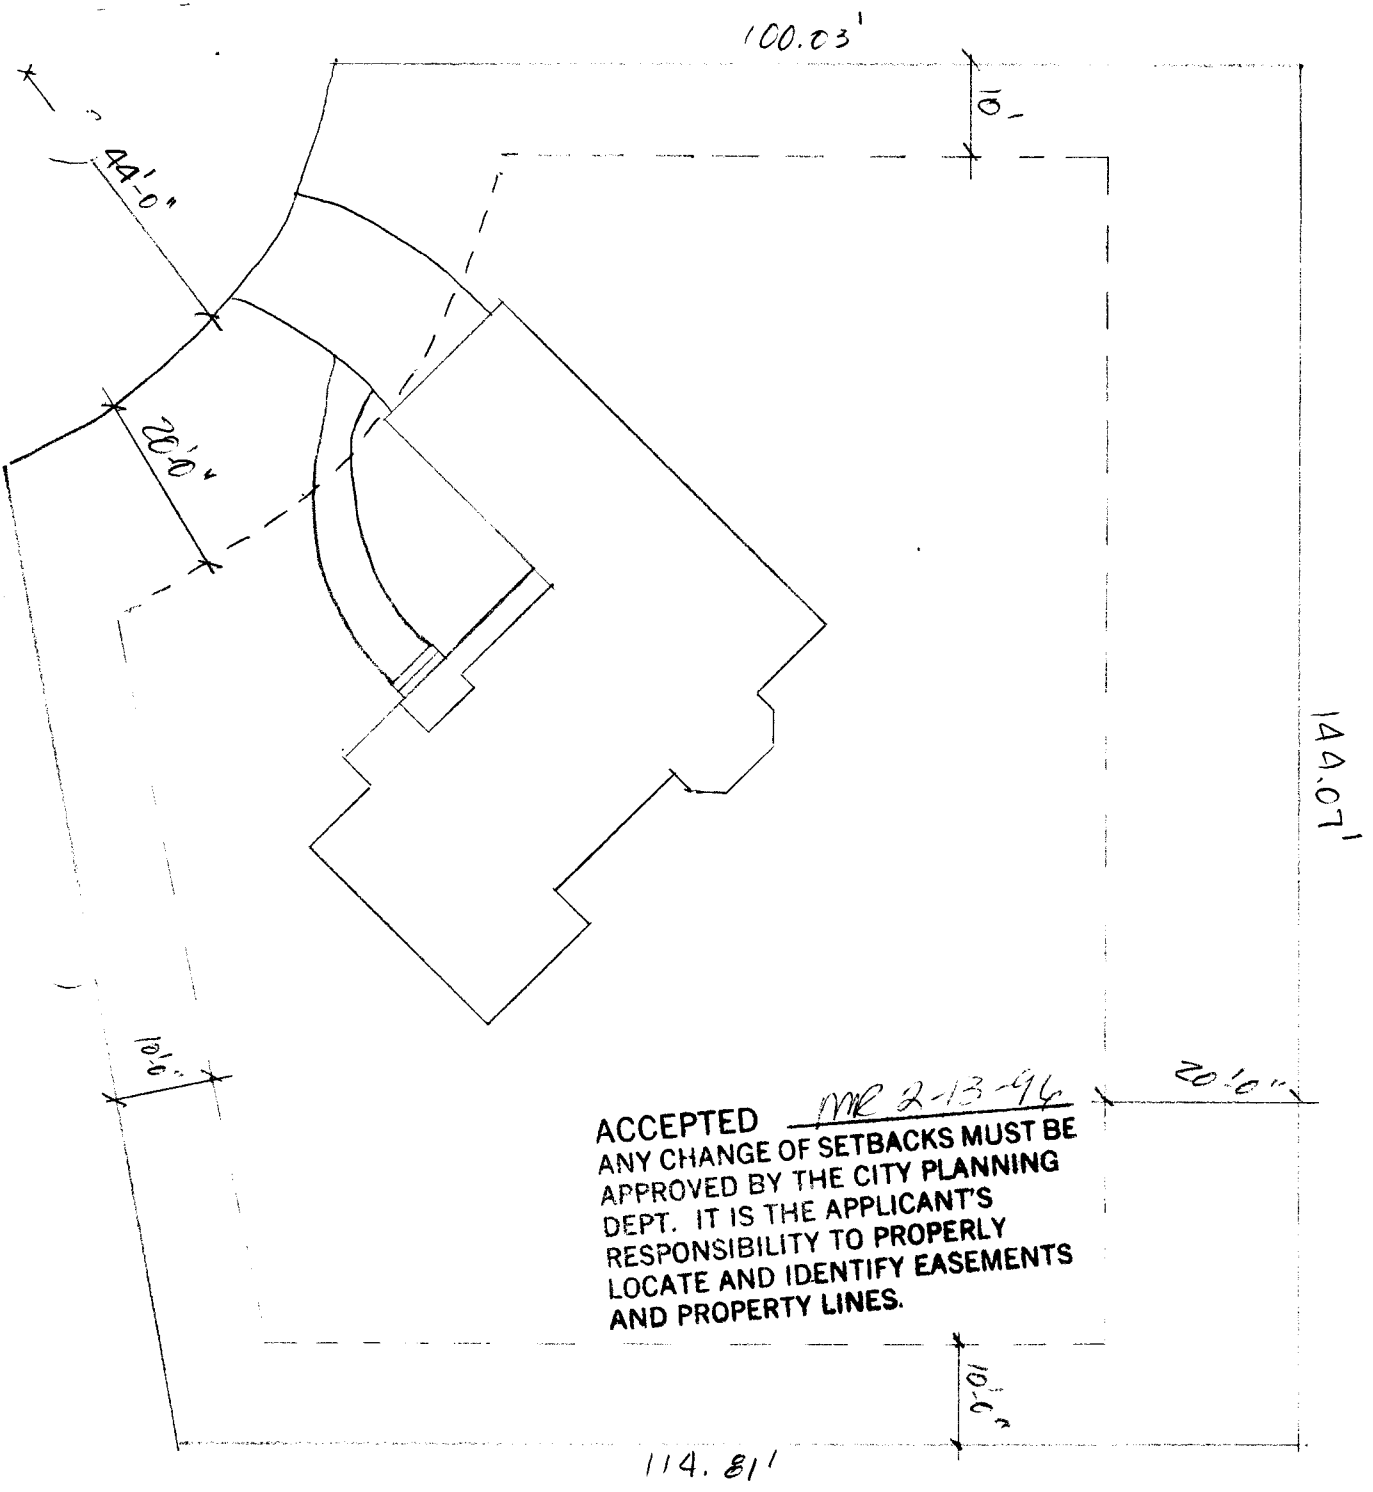 100.03'
10'
44'-0"
20'-0"
144.07'
10'-0"
20'-0"
ACCEPTED MR 2-13-96
ANY CHANGE OF SETBACKS MUST BE
APPROVED BY THE CITY PLANNING
DEPT. IT IS THE APPLICANT'S
RESPONSIBILITY TO PROPERLY
LOCATE AND IDENTIFY EASEMENTS
AND PROPERTY LINES.
10'-0"
114.81'